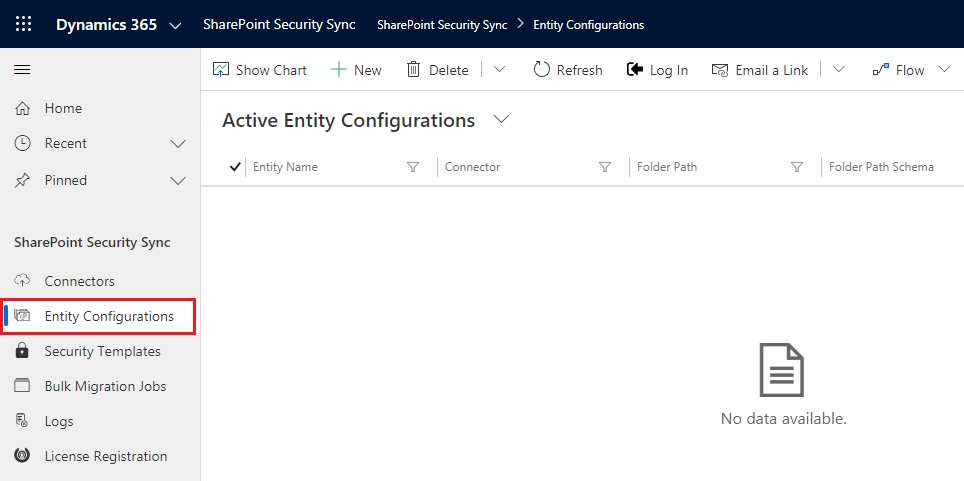 Dynamics 365 SharePoint Security Sync SharePoint Security Sync > Entity Configurations
Show Chart New Delete Refresh Log In Email a Link Flow
Home
Recent
Pinned
SharePoint Security Sync
Connectors
Entity Configurations
Security Templates
Bulk Migration Jobs
Logs
License Registration
Active Entity Configurations
Entity Name Connector Folder Path Folder Path Schema
No data available.